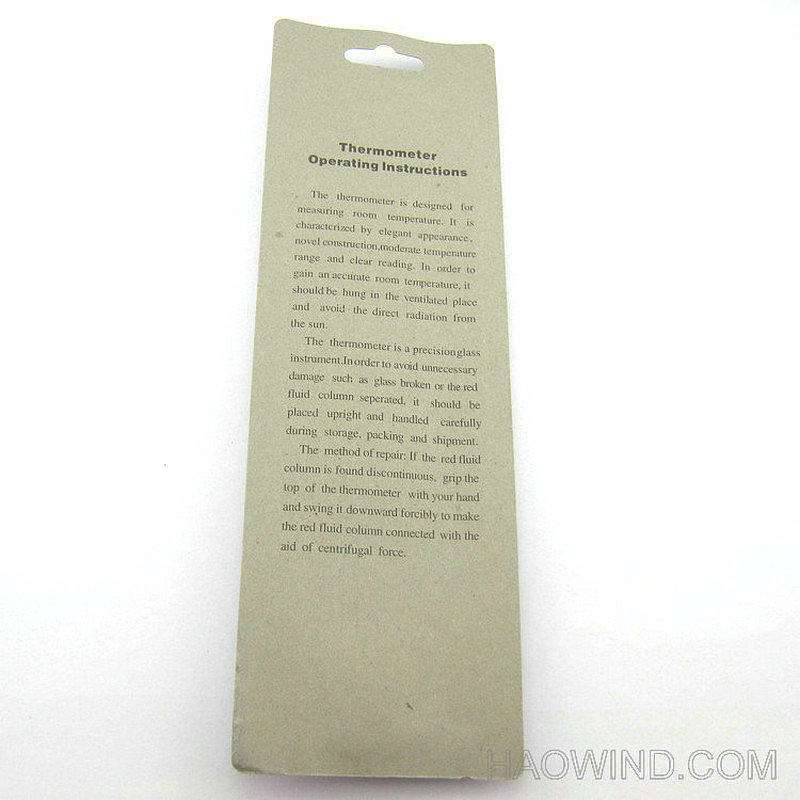 Thermometer
Operating Instructions
The thermometer is designed for
measuring room temperature. It is
characterized by elegant appearance,
novel construction,moderate temperature
range and clear reading. In order to
gain an accurate room temperature, it
should be hung in the ventilated place
and avoid the direct radiation from
the sun.
The thermometer is a precision glass
instrument.In order to avoid unnecessary
damage such as glass broken or the red
fluid column seperated, it should be
placed upright and handled carefully
during storage, packing and shipment.
The method of repair: If the red fluid
column is found discontinuous, grip the
top of the thermometer with your hand
and swing it downward forcibly to make
the red fluid column connected with the
aid of centrifugal force.
HAOWIND.COM